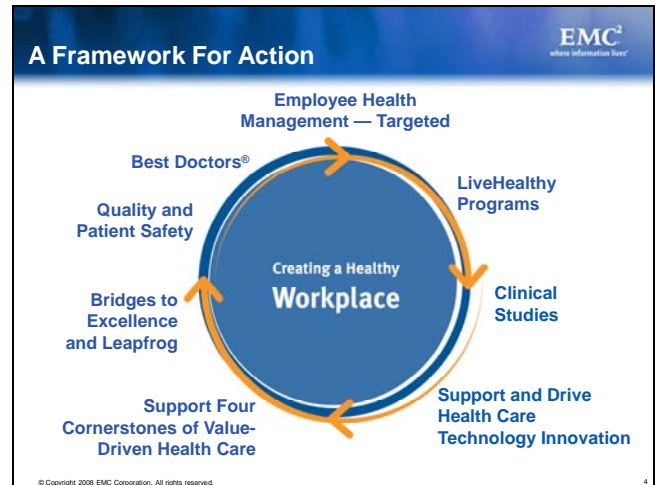 A Framework For Action
EMC²
where information lives®
Employee Health
Management — Targeted
LiveHealthy
Programs
Clinical
Studies
Support and Drive
Health Care
Technology Innovation
Support Four
Cornerstones of Value-
Driven Health Care
Bridges to
Excellence
and Leapfrog
Quality and
Patient Safety
Best Doctors®
Creating a Healthy
Workplace
© Copyright 2008 EMC Corporation. All rights reserved.
4